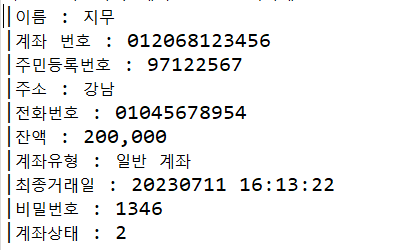 이름 : 지무
계좌 번호 : 012068123456
주민등록번호 : 97122567
주소 : 강남
전화번호 : 01045678954
잔액 : 200,000
계좌유형 : 일반 계좌
최종거래일 : 20230711 16:13:22
비밀번호 : 1346
계좌상태 : 2